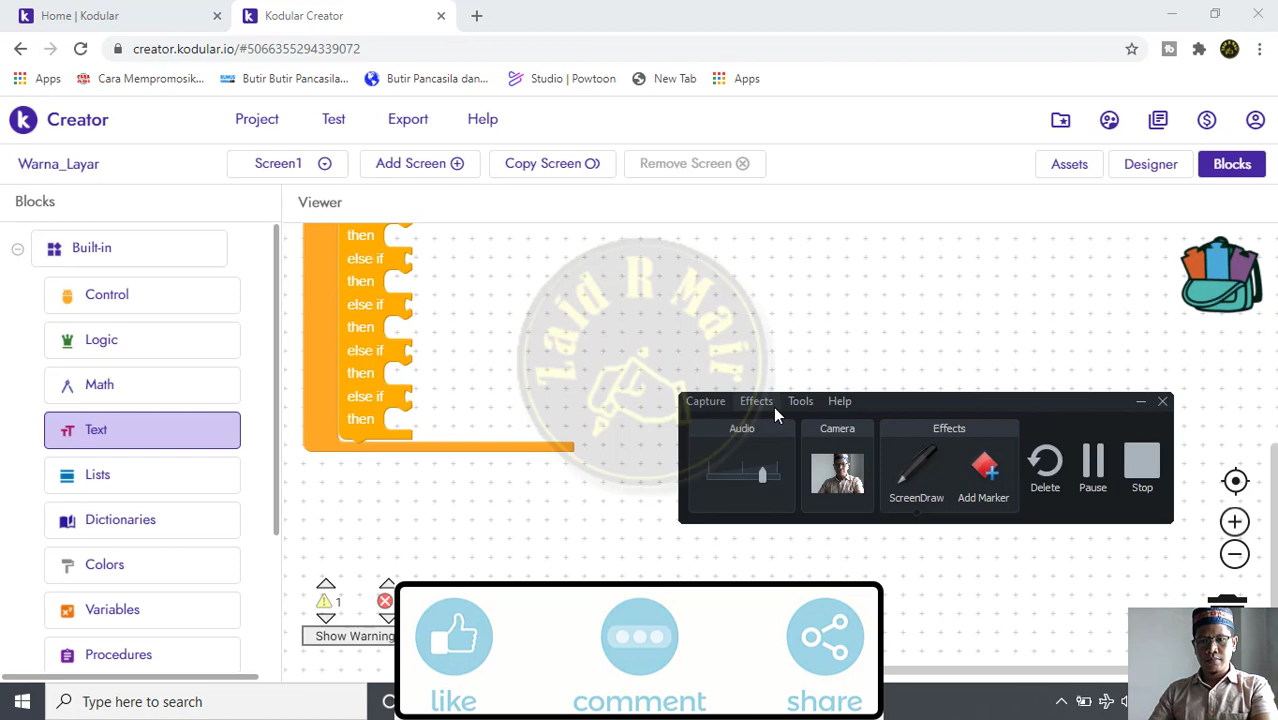 Home | Kodular
Kodular Creator
creator.kodular.io/#5066355294339072
Apps
Cara Mempromosik...
Butir Butir Pancasila...
Butir Pancasila dan...
Studio | Powtoon
New Tab
Apps
Creator
Project
Test
Export
Help
Warna_Layar
Screen1
Add Screen
Copy Screen
Remove Screen
Assets
Designer
Blocks
Blocks
Viewer
Built-in
Control
Logic
Math
Text
Lists
Dictionaries
Colors
Variables
Procedures
then
else if
then
else if
then
else if
then
else if
then
Laid R Mair
Capture
Effects
Tools
Help
Audio
Camera
Effects
ScreenDraw
Add Marker
Delete
Pause
Stop
1
Show Warning
like
comment
share
Type here to search